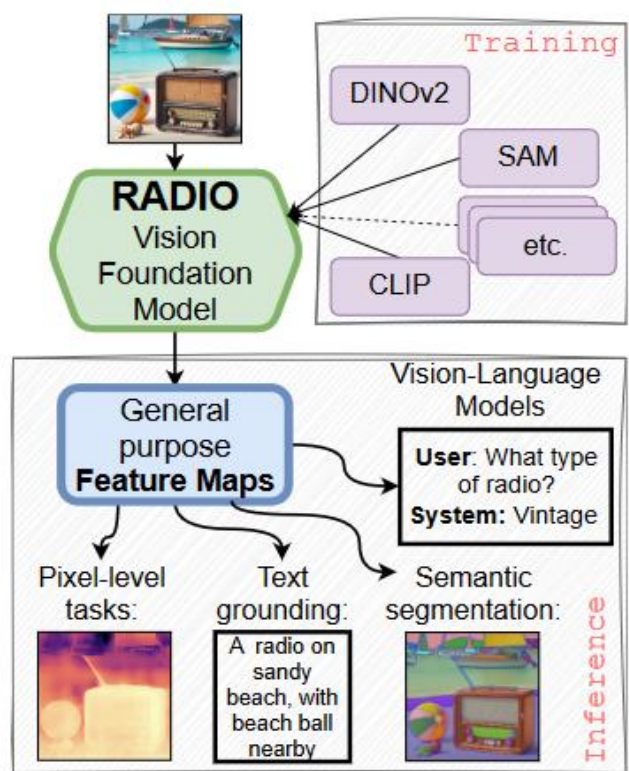 Training
DINOv2
SAM
etc.
CLIP
RADIO
Vision
Foundation
Model
General
purpose
Feature Maps
Vision-Language
Models
User: What type
of radio?
System: Vintage
Pixel-level
tasks:
Text
grounding:
A radio on
sandy
beach, with
beach ball
nearby
Semantic
segmentation:
Inference